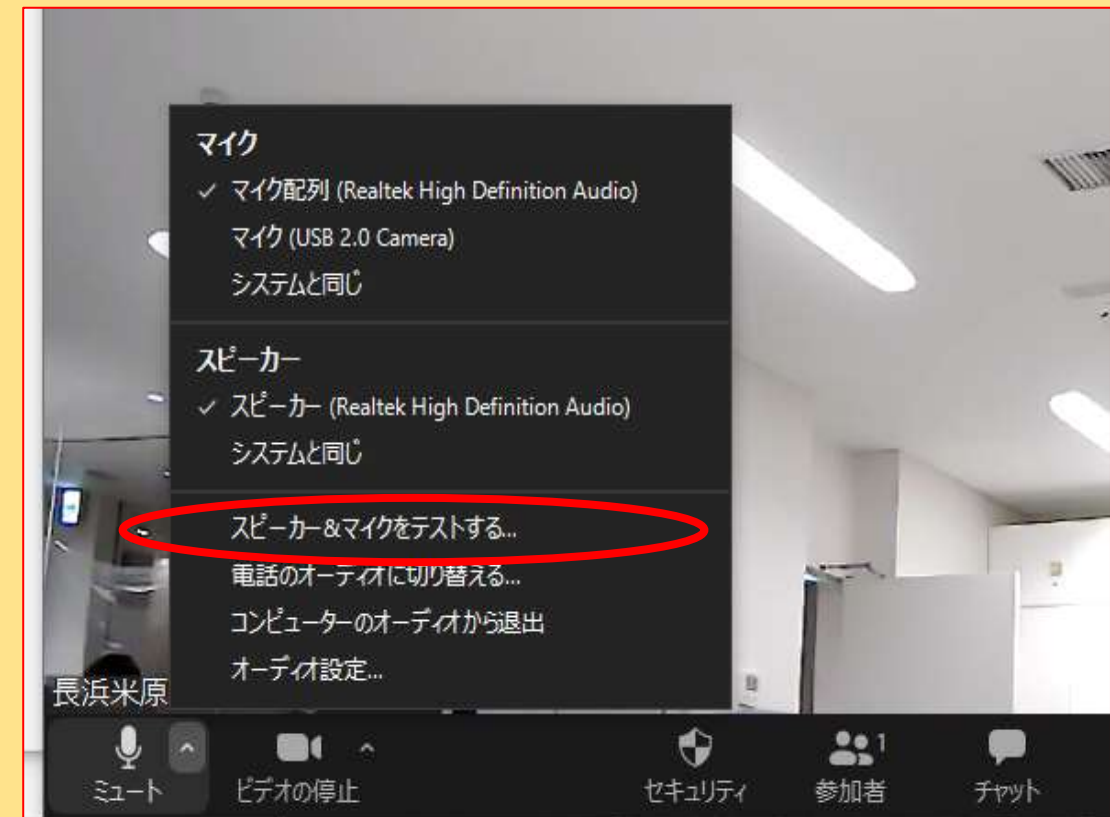 マイク
✓ マイク配列 (Realtek High Definition Audio)
マイク (USB 2.0 Camera)
システムと同じ
スピーカー
✓ スピーカー (Realtek High Definition Audio)
システムと同じ
スピーカー&マイクをテストする...
電話のオーディオに切り替える...
コンピューターのオーディオから退出
オーディオ設定...
長浜米原
1
ミュート ビデオの停止 セキュリティ 参加者 チャット